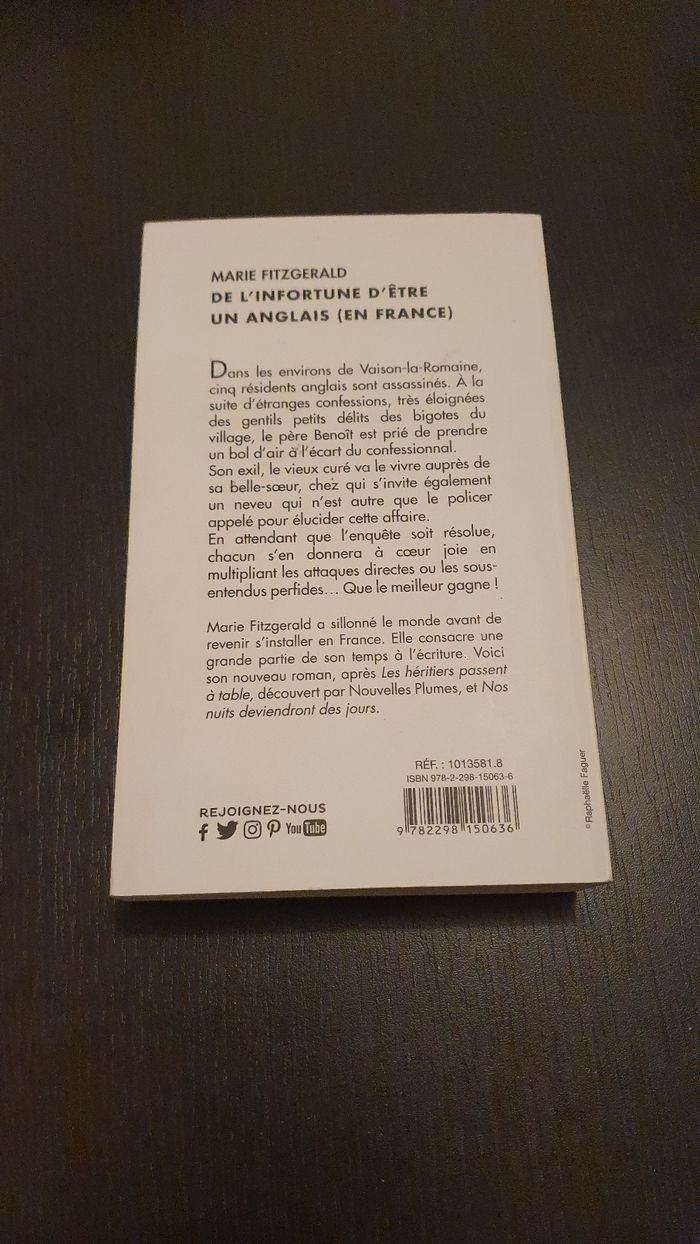 MARIE FITZGERALD
DE L'INFORTUNE D'ÊTRE
UN ANGLAIS (EN FRANCE)
Dans les environs de Vaison-la-Romaine,
cinq résidents anglais sont assassinés. À la
suite d'étranges confessions, très éloignées
des gentils petits délits des bigotes du
village, le père Benoît est prié de prendre
un bol d'air à l'écart du confessionnal.
Son exil, le vieux curé va le vivre auprès de
sa belle-sœur, chez qui s'invite également
un neveu qui n'est autre que le policer
appelé pour élucider cette affaire.
En attendant que l'enquête soit résolue,
chacun s'en donnera à cœur joie en
multipliant les attaques directes ou les sous-
entendus perfides... Que le meilleur gagne !
Marie Fitzgerald a sillonné le monde avant de
revenir s'installer en France. Elle consacre une
grande partie de son temps à l'écriture. Voici
son nouveau roman, après Les héritiers passent
à table, découvert par Nouvelles Plumes, et Nos
nuits deviendront des jours.
RÉF. : 1013581.8
ISBN 978-2-298-15063-6
9 782298 150636
REJOIGNEZ-NOUS
You Tube
© Raphaëlle Faguer